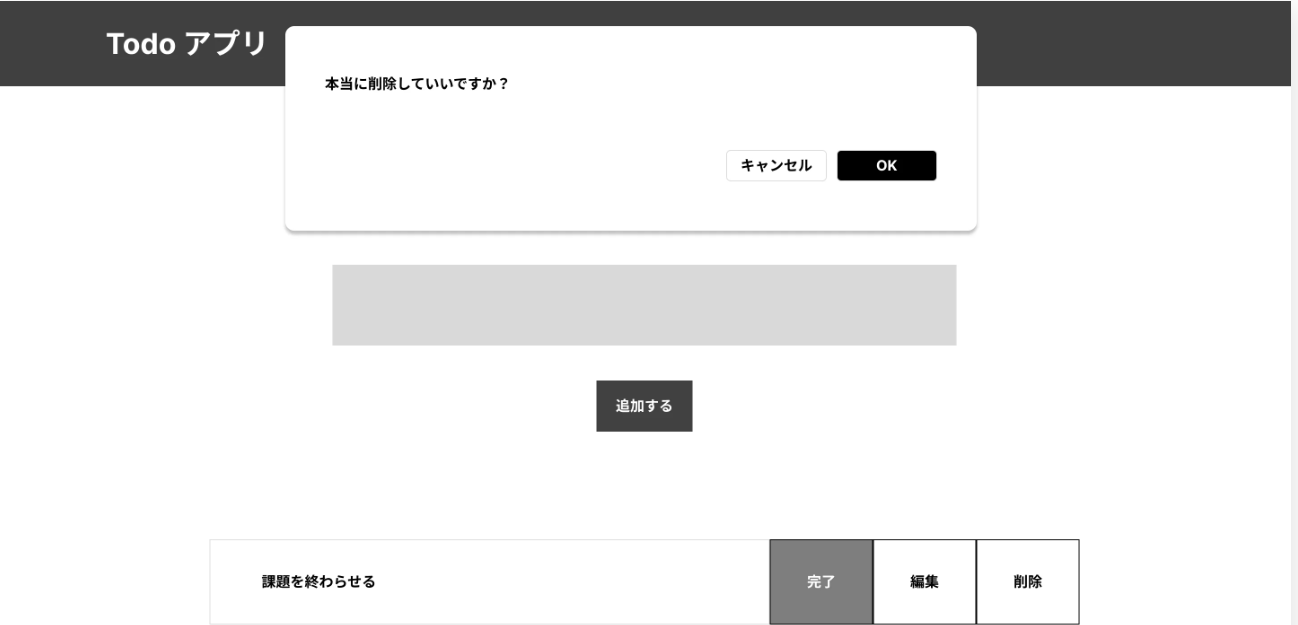 Todo アプリ
本当に削除していいですか？
キャンセル
OK
追加する
課題を終わらせる
完了
編集
削除